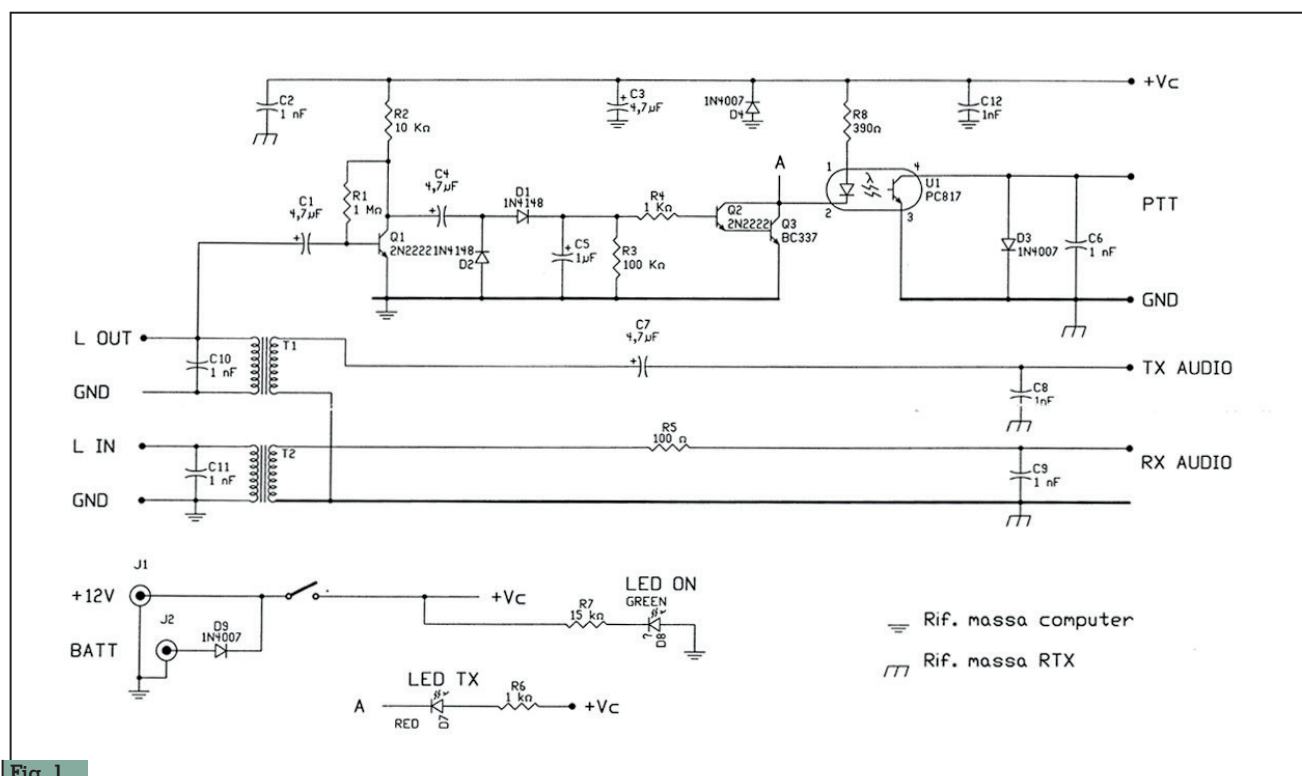 +Vc
C2
1 nF
R2
10 KΩ
C3
4,7µF
1N4007
D4
R8
390Ω
C12
1nF
A
C1
4,7µF
R1
1 MΩ
C4
4,7µF
D1
1N4148
R4
1 KΩ
1
2
4
3
U1
PC817
PTT
Q1
2N2222
1N4148
D2
C5
1µF
R3
100 KΩ
Q2
2N2222
Q3
BC337
D3
1N4007
C6
1 nF
GND
L OUT
C10
1 nF
T1
C7
4,7µF
TX AUDIO
C8
1nF
GND
L IN
C11
1 nF
T2
R5
100 Ω
RX AUDIO
C9
1 nF
GND
J1
+12V
J2
BATT
D9
1N4007
+Vc
R7
15 kΩ
LED ON
GREEN
D8
Rif. massa computer
Rif. massa RTX
LED TX
A
RED
D7
R6
1 kΩ
+Vc
Fig. 1